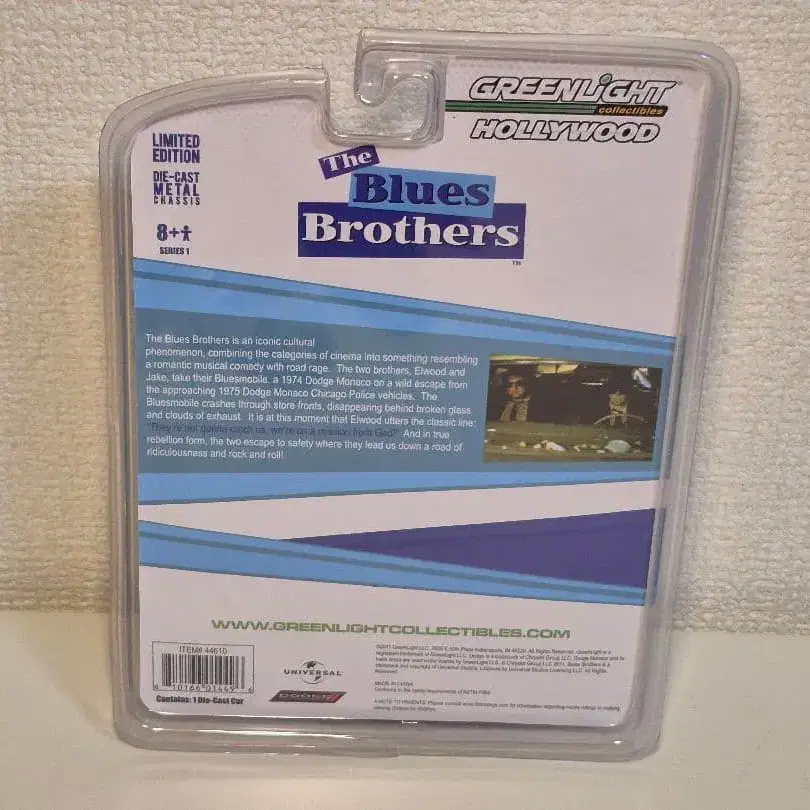 GREENLiGHT
collectibles
HOLLYWOOD
LIMITED
EDITION
DIE-CAST
METAL
CHASSIS
8+
SERIES 1
The
Blues
Brothers
TM
The Blues Brothers is an iconic cultural
phenomenon, combining the categories of cinema into something resembling
a romantic musical comedy with road rage. The two brothers, Elwood and
Jake, take their Bluesmobile, a 1974 Dodge Monaco on a wild escape from
the approaching 1975 Dodge Monaco Chicago Police vehicles. The
Bluesmobile crashes through store fronts, disappearing behind broken glass
and clouds of exhaust. It is at this moment that Elwood utters the classic line:
"They're not gonna catch us, we're on a mission from God!" And in true
rebellion form, the two escape to safety where they lead us down a road of
ridiculousness and rock and roll!
WWW.GREENLIGHTCOLLECTIBLES.COM
ITEM# 44610
Contains: 1 Die-Cast Car
UNIVERSAL
DODGE
MADE IN CHINA